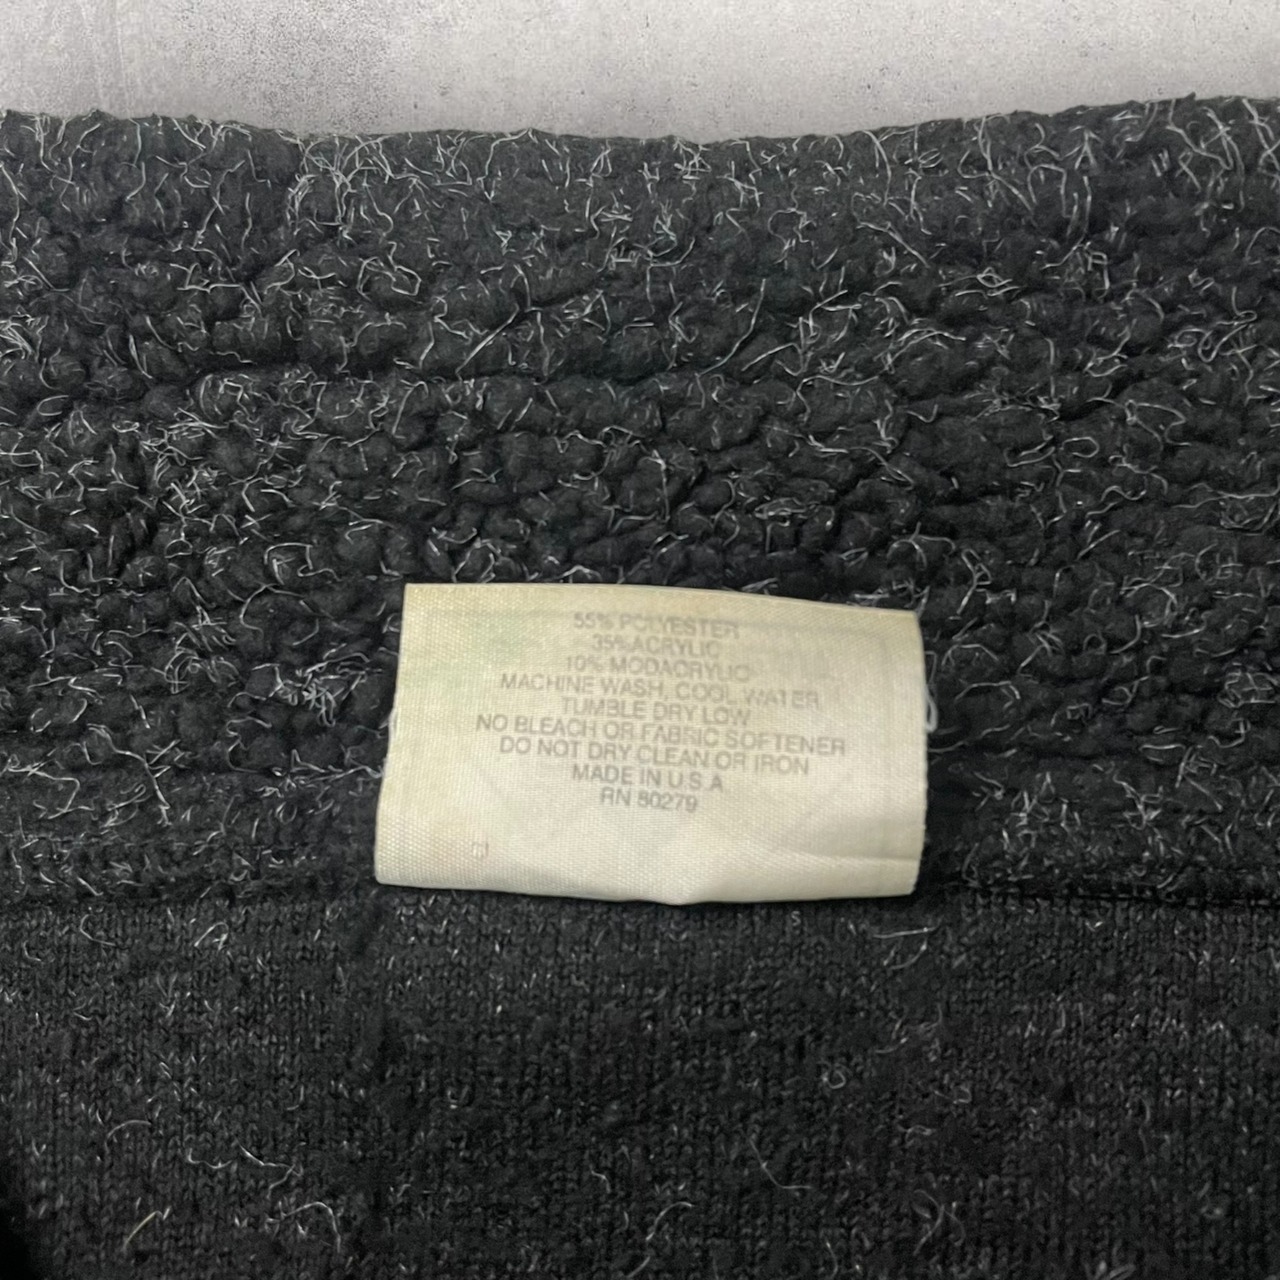 55% POLYESTER
35% ACRYLIC
10% MODACRYLIC
MACHINE WASH, COOL WATER
TUMBLE DRY LOW
NO BLEACH OR FABRIC SOFTENER
DO NOT DRY CLEAN OR IRON
MADE IN U.S.A
RN 80279